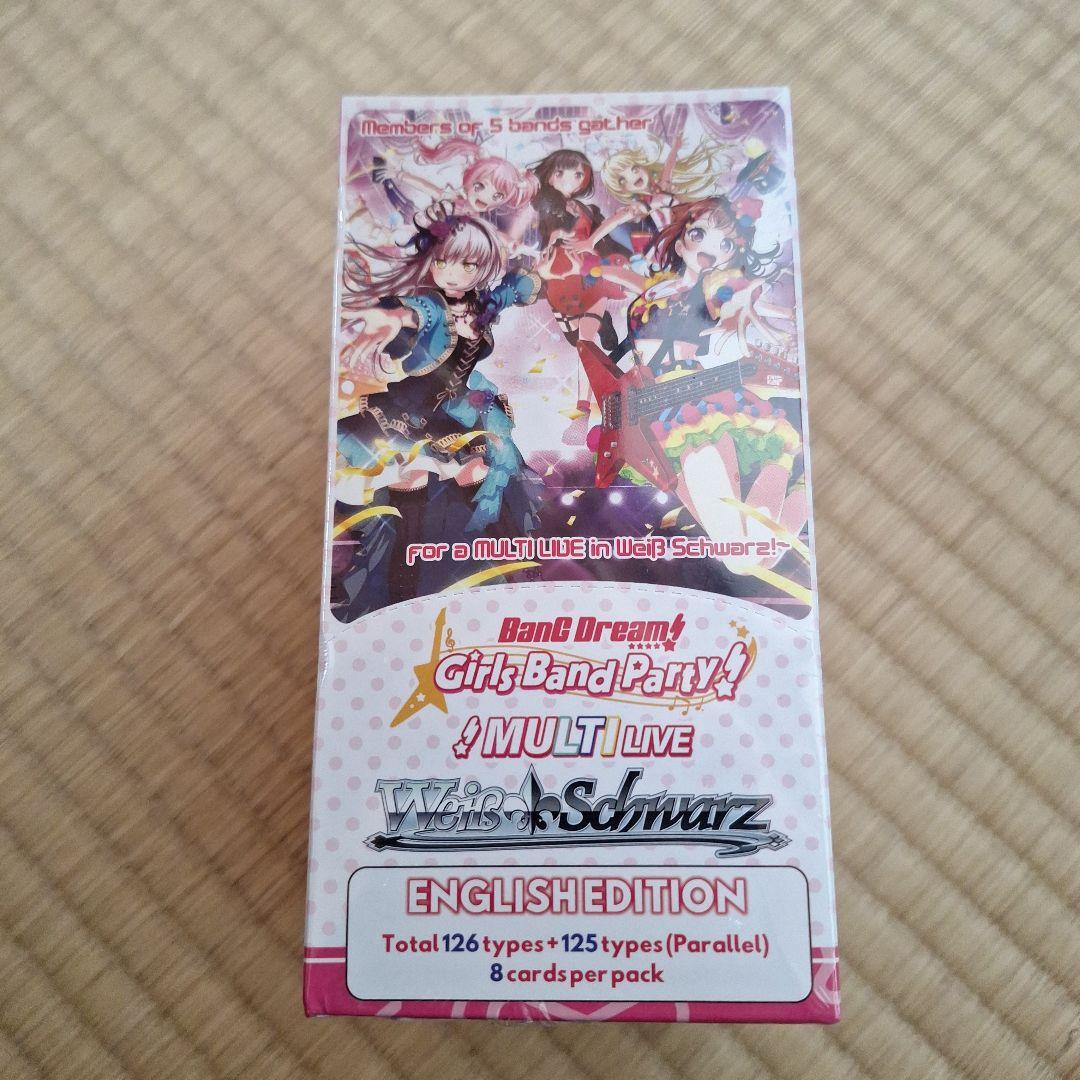 Members of 5 bands gather
for a MULTI LIVE in Weiß Schwarz!~
BanG Dream!
Girls Band Party!
MULTI LIVE
Weiß Schwarz
ENGLISH EDITION
Total 126 types + 125 types (Parallel)
8 cards per pack